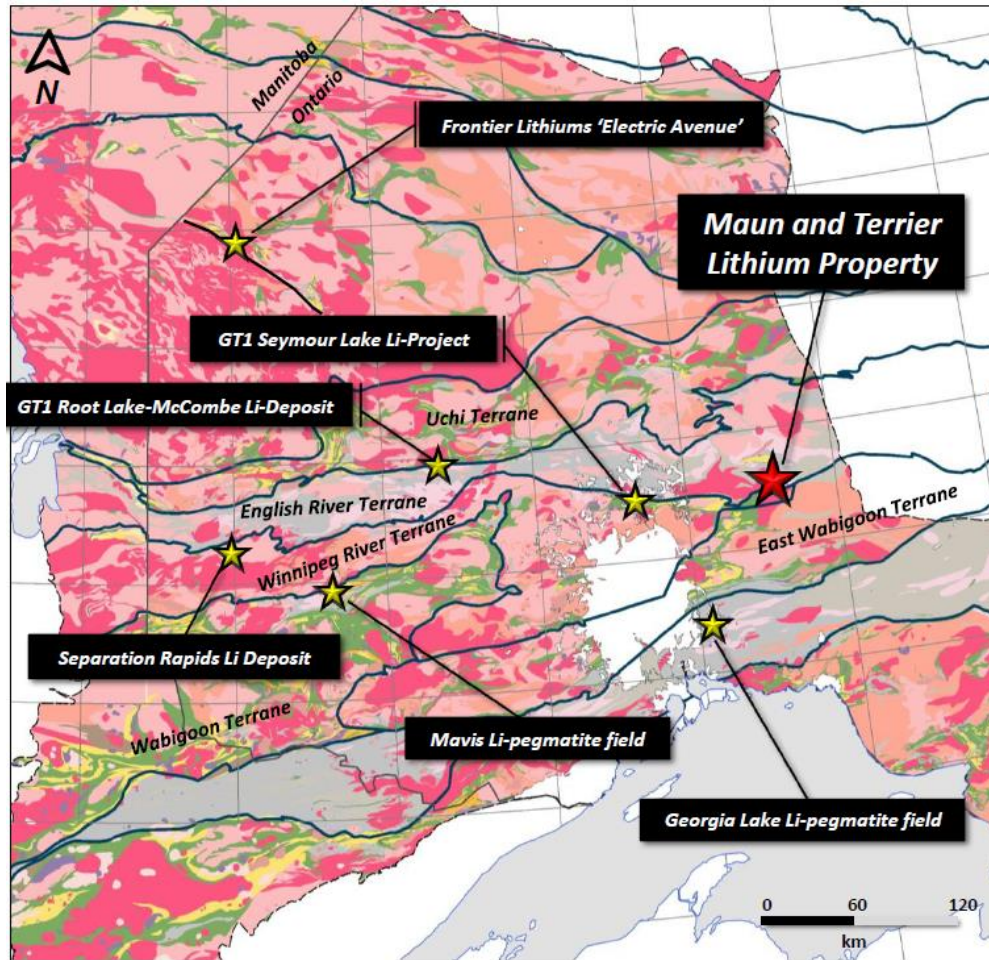 N
Manitoba
Ontario
Frontier Lithiums ‘Electric Avenue’
Maun and Terrier
Lithium Property
GT1 Seymour Lake Li-Project
GT1 Root Lake-McCombe Li-Deposit
Uchi Terrane
English River Terrane
East Wabigoon Terrane
Winnipeg River Terrane
Separation Rapids Li Deposit
Wabigoon Terrane
Mavis Li-pegmatite field
Georgia Lake Li-pegmatite field
0 60 120
km